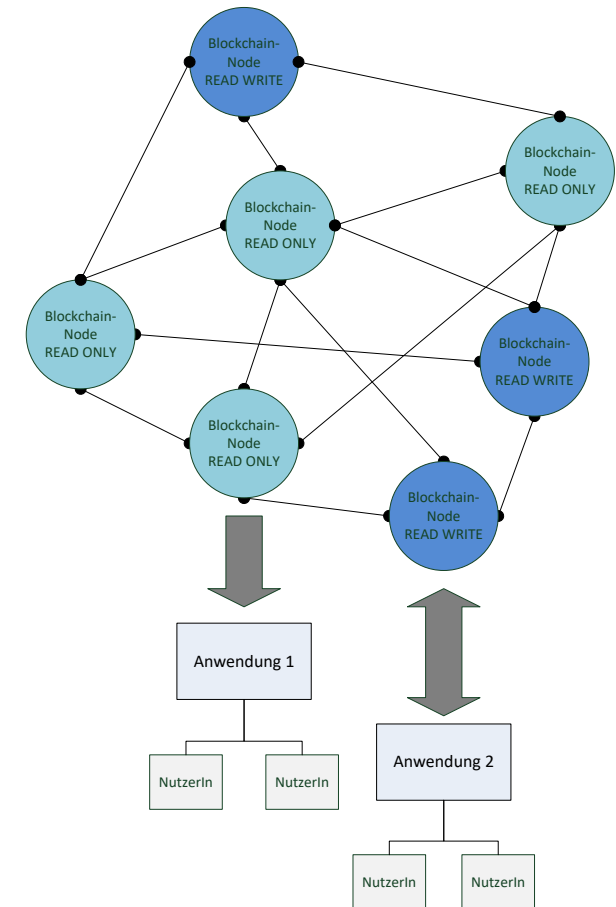 Blockchain-
Node
READ WRITE
Blockchain-
Node
READ ONLY
Blockchain-
Node
READ ONLY
Blockchain-
Node
READ ONLY
Blockchain-
Node
READ WRITE
Blockchain-
Node
READ ONLY
Blockchain-
Node
READ WRITE
Anwendung 1
NutzerIn
NutzerIn
Anwendung 2
NutzerIn
NutzerIn